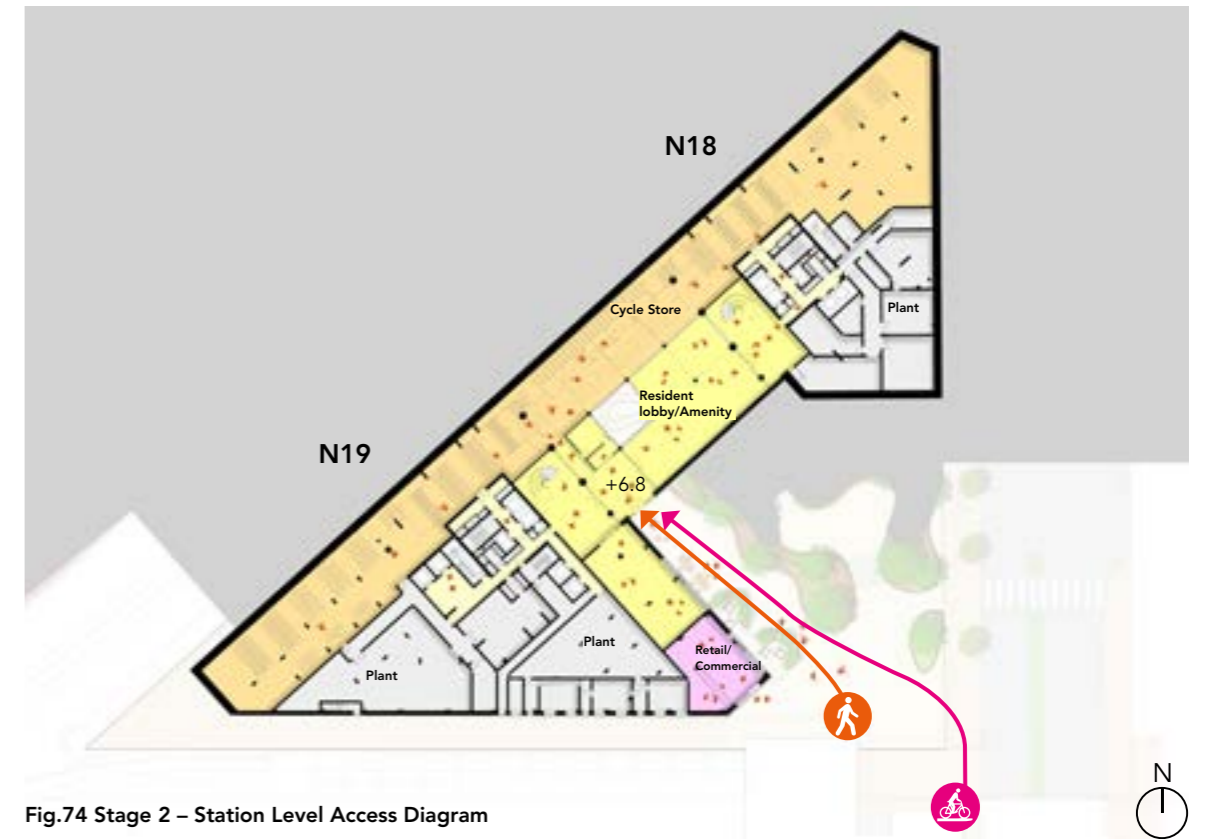 N18
Cycle Store
Plant
Resident
lobby/Amenity
N19
+6.8
Plant
Retail/
Commercial
Plant
N
Fig.74 Stage 2 – Station Level Access Diagram